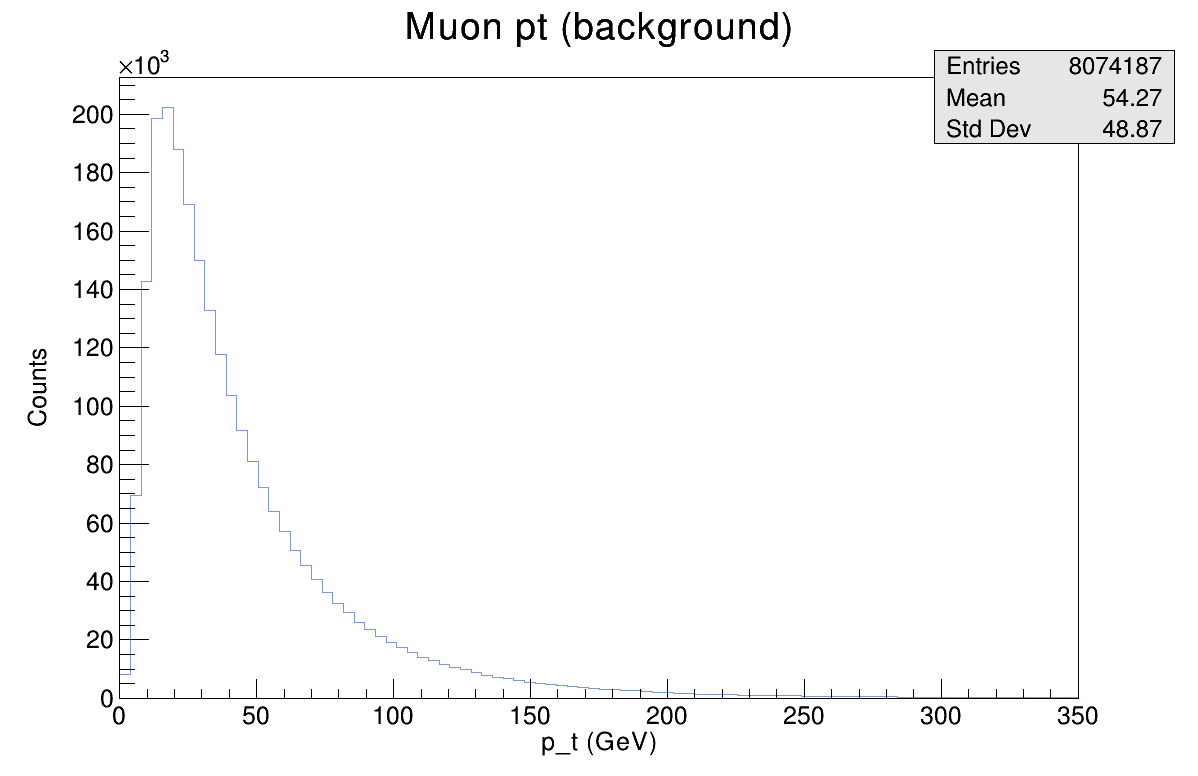 Muon pt (background)
×10³
Entries 8074187
Mean 54.27
Std Dev 48.87
200
180
160
140
120
100
80
60
40
20
0
Counts
0 50 100 150 200 250 300 350
p_t (GeV)